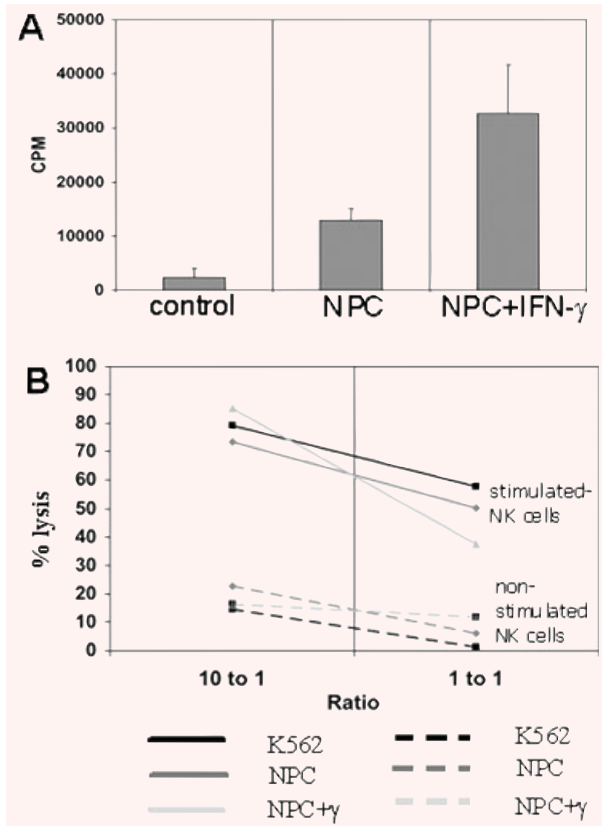 A
50000
40000
30000
20000
10000
0
CPM
control
NPC
NPC+IFN-γ
B
100
90
80
70
60
50
40
30
20
10
0
% lysis
stimulated-
NK cells
non-
stimulated
NK cells
10 to 1
1 to 1
Ratio
K562
NPC
NPC+γ
K562
NPC
NPC+γ